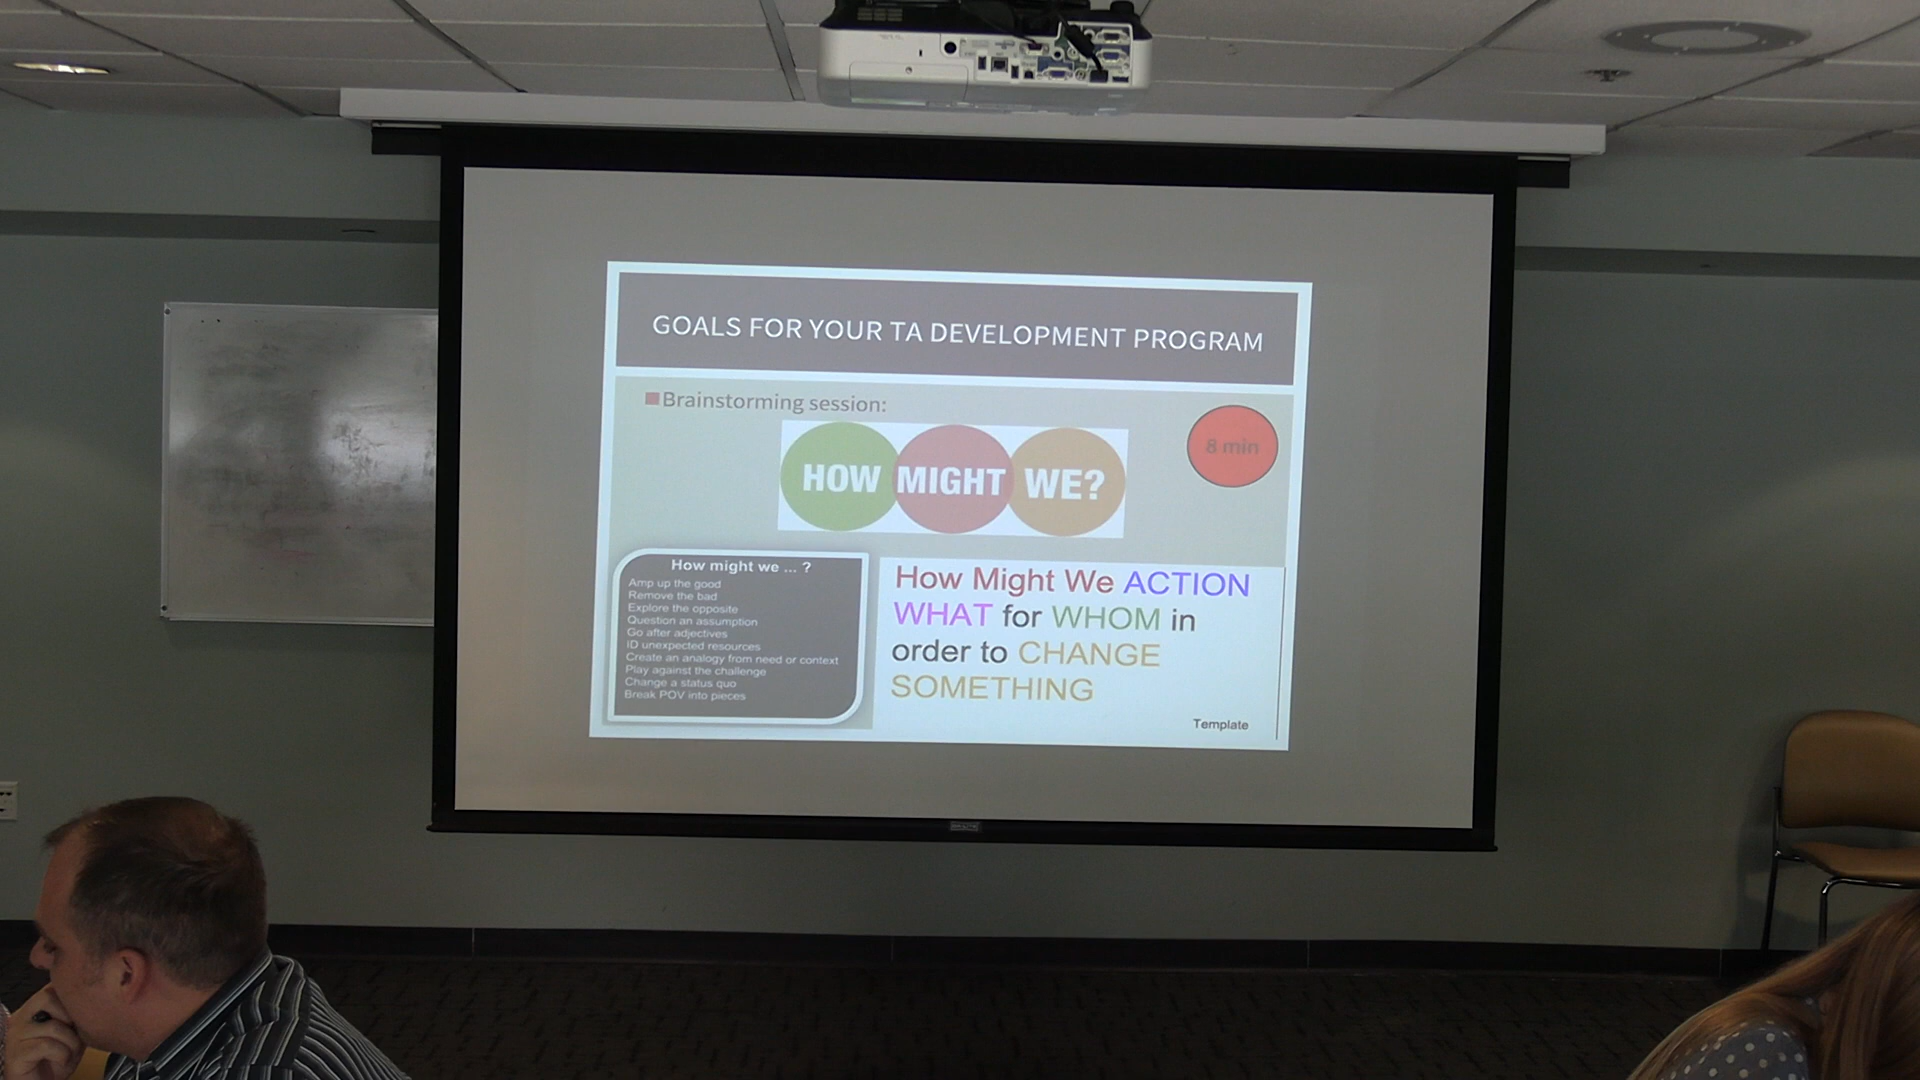 GOALS FOR YOUR TA DEVELOPMENT PROGRAM
Brainstorming session:
8 min
HOW MIGHT WE?
How might we ... ?
Amp up the good
Remove the bad
Explore the opposite
Question an assumption
Go after adjectives
ID unexpected resources
Create an analogy from need or context
Play against the challenge
Change a status quo
Break POV into pieces
How Might We ACTION
WHAT for WHOM in
order to CHANGE
SOMETHING
Template